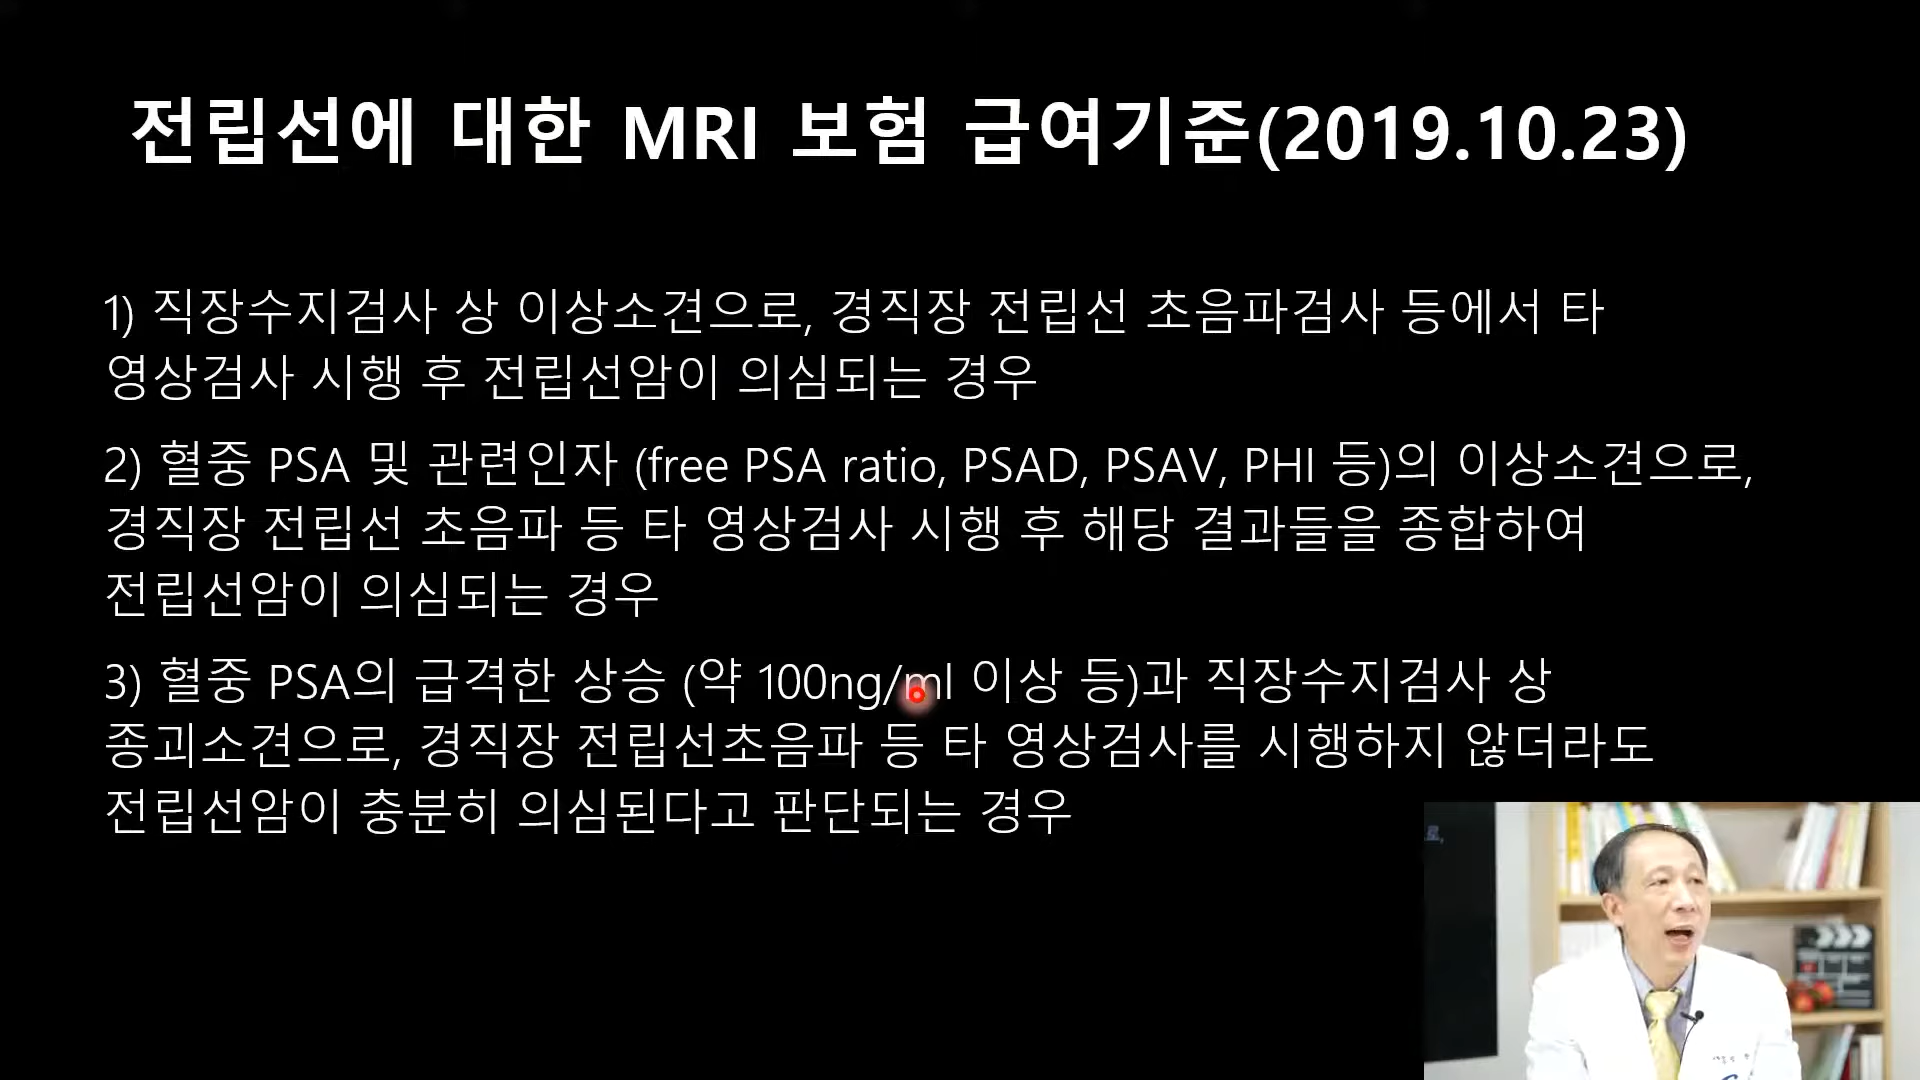 전립선에 대한 MRI 보험 급여기준(2019.10.23)
1) 직장수지검사 상 이상소견으로, 경직장 전립선 초음파검사 등에서 타
영상검사 시행 후 전립선암이 의심되는 경우
2) 혈중 PSA 및 관련인자 (free PSA ratio, PSAD, PSAV, PHI 등)의 이상소견으로,
경직장 전립선 초음파 등 타 영상검사 시행 후 해당 결과들을 종합하여
전립선암이 의심되는 경우
3) 혈중 PSA의 급격한 상승 (약 100ng/ml 이상 등)과 직장수지검사 상
종괴소견으로, 경직장 전립선초음파 등 타 영상검사를 시행하지 않더라도
전립선암이 충분히 의심된다고 판단되는 경우